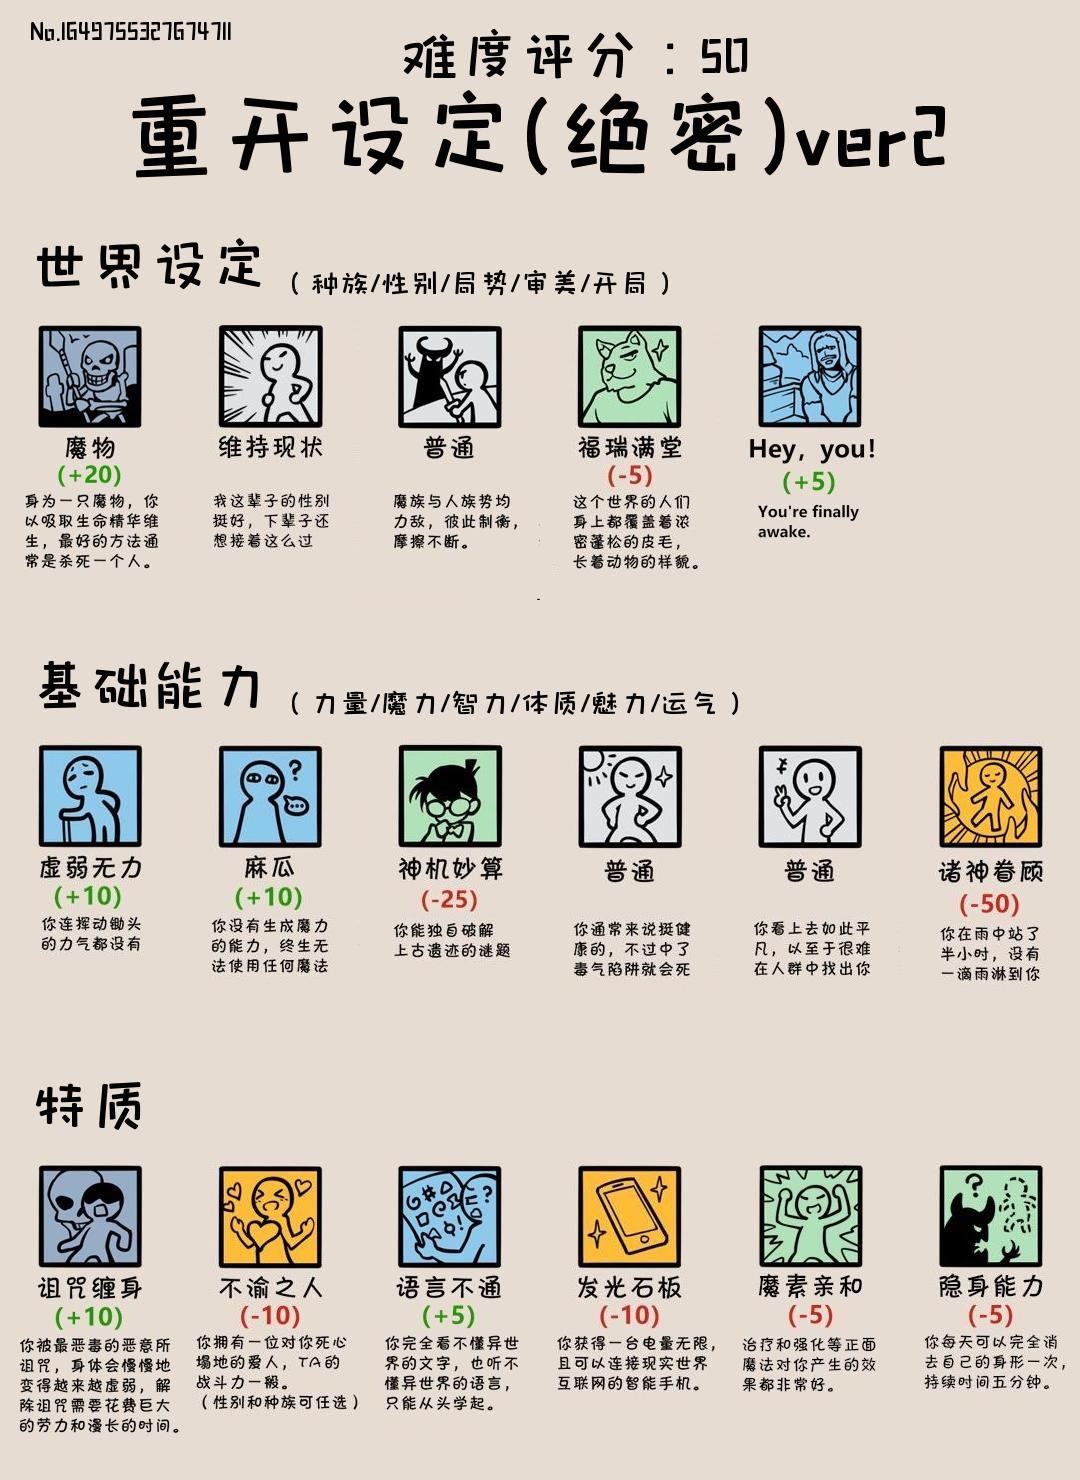 No.1649755327674711
难度评分：50
重开设定(绝密)ver2
世界设定 （种族/性别/局势/审美/开局）
魔物
(+20)
身为一只魔物，你
以吸取生命精华维
生，最好的方法通
常是杀死一个人。
维持现状
我这辈子的性别
挺好，下辈子还
想接着这么过
普通
魔族与人族势均
力敌，彼此制衡，
摩擦不断。
福瑞满堂
(-5)
这个世界的人们
身上都覆盖着浓
密蓬松的皮毛，
长着动物的样貌。
Hey, you!
(+5)
You're finally
awake.
基础能力 （力量/魔力/智力/体质/魅力/运气）
虚弱无力
(+10)
你连挥动锄头
的力气都没有
?
麻瓜
(+10)
你没有生成魔力
的能力，终生无
法使用任何魔法
神机妙算
(-25)
你能独自破解
上古遗迹的谜题
普通
你通常来说挺健
康的，不过中了
毒气陷阱就会死
普通
你看上去如此平
凡，以至于很难
在人群中找出你
诸神眷顾
(-50)
你在雨中站了
半小时，没有
一滴雨淋到你
特质
诅咒缠身
(+10)
你被最恶毒的恶意所
诅咒，身体会慢慢地
变得越来越虚弱，解
除诅咒需要花费巨大
的劳力和漫长的时间。
不渝之人
(-10)
你拥有一位对你死心
塌地的爱人，TA的
战斗力一般。
（性别和种族可任选）
语言不通
(+5)
你完全看不懂异世
界的文字，也听不
懂异世界的语言，
只能从头学起。
发光石板
(-10)
你获得一台电量无限，
且可以连接现实世界
互联网的智能手机。
魔素亲和
(-5)
治疗和强化等正面
魔法对你产生的效
果都非常好。
?
隐身能力
(-5)
你每天可以完全消
去自己的身形一次，
持续时间五分钟。